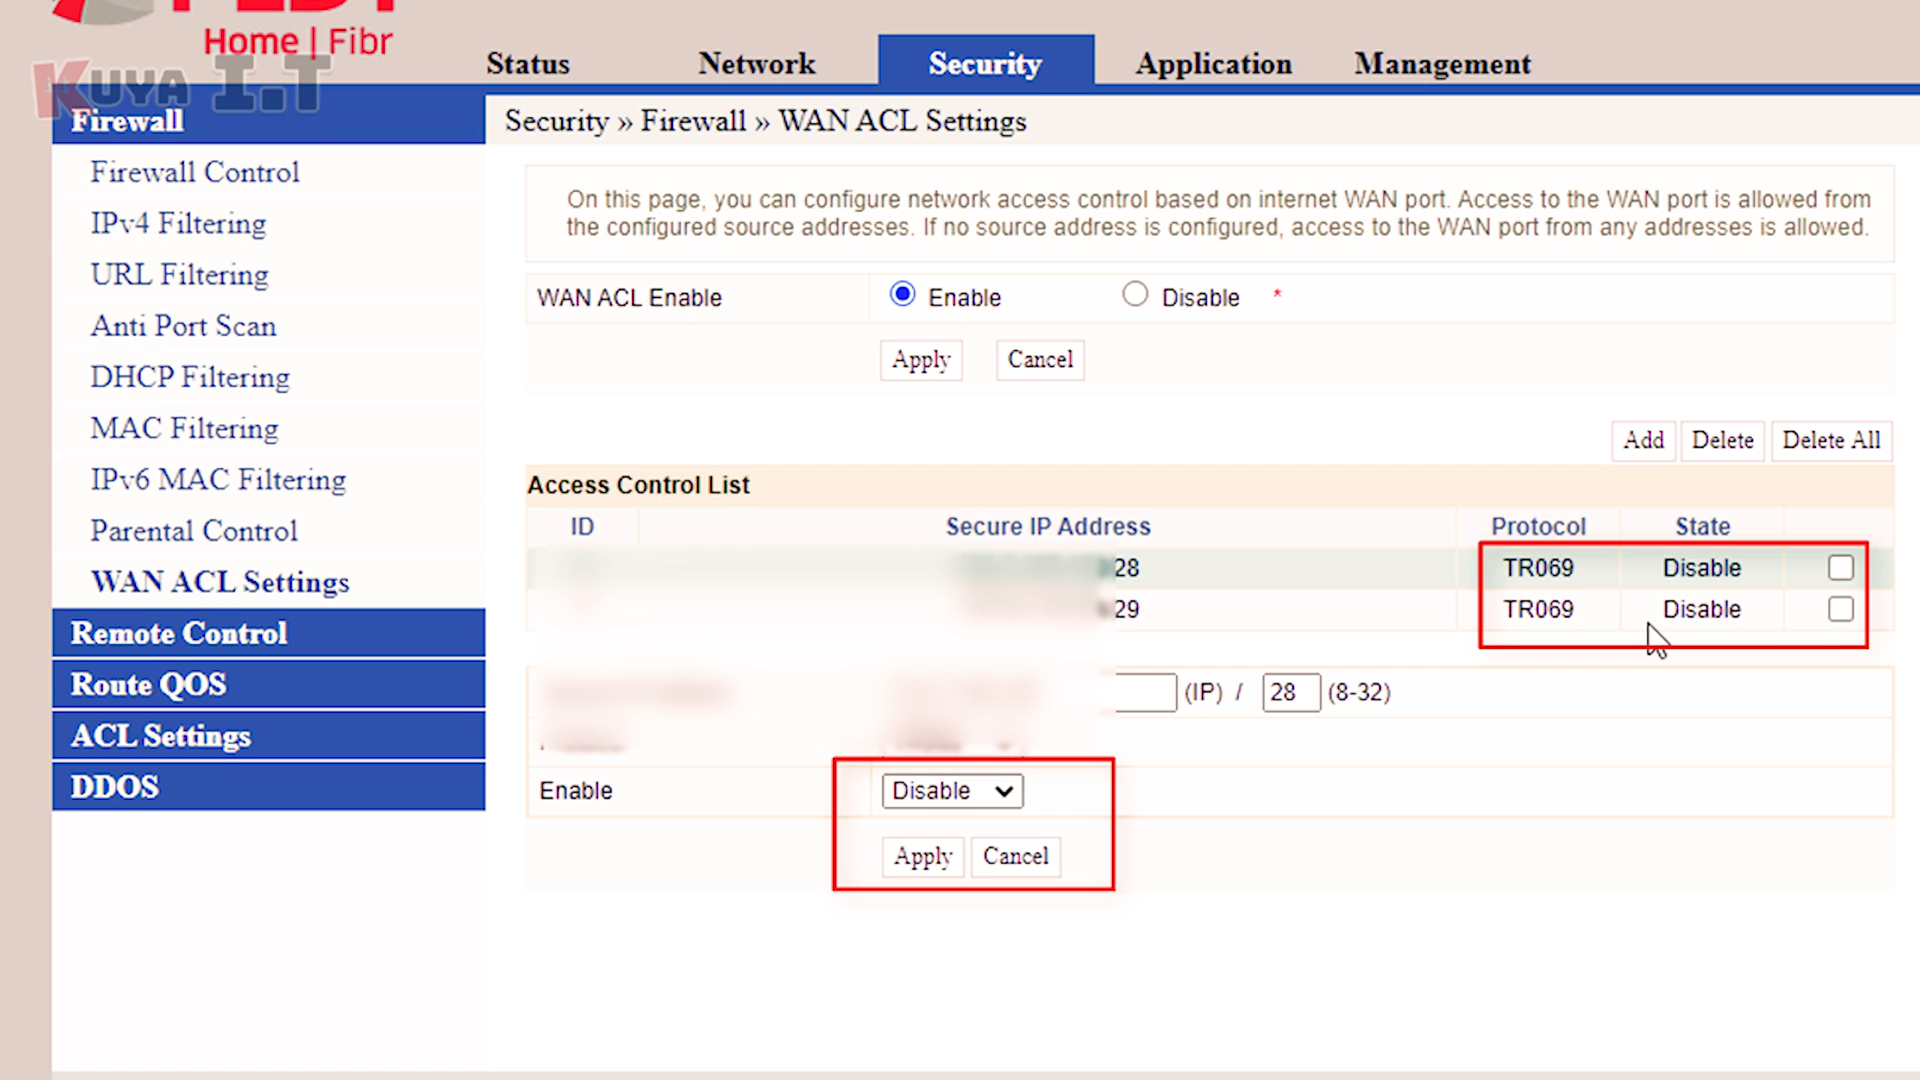 Home | Fibr
KUYA I.T
Status Network Security Application Management
Firewall
Security » Firewall » WAN ACL Settings
Firewall Control
IPv4 Filtering
URL Filtering
Anti Port Scan
DHCP Filtering
MAC Filtering
IPv6 MAC Filtering
Parental Control
WAN ACL Settings
Remote Control
Route QOS
ACL Settings
DDOS
On this page, you can configure network access control based on internet WAN port. Access to the WAN port is allowed from
the configured source addresses. If no source address is configured, access to the WAN port from any addresses is allowed.
WAN ACL Enable Enable Disable *
Apply Cancel
Add Delete Delete All
Access Control List
ID Secure IP Address Protocol State
28 TR069 Disable
29 TR069 Disable
(IP) / 28 (8-32)
Enable Disable
Apply Cancel